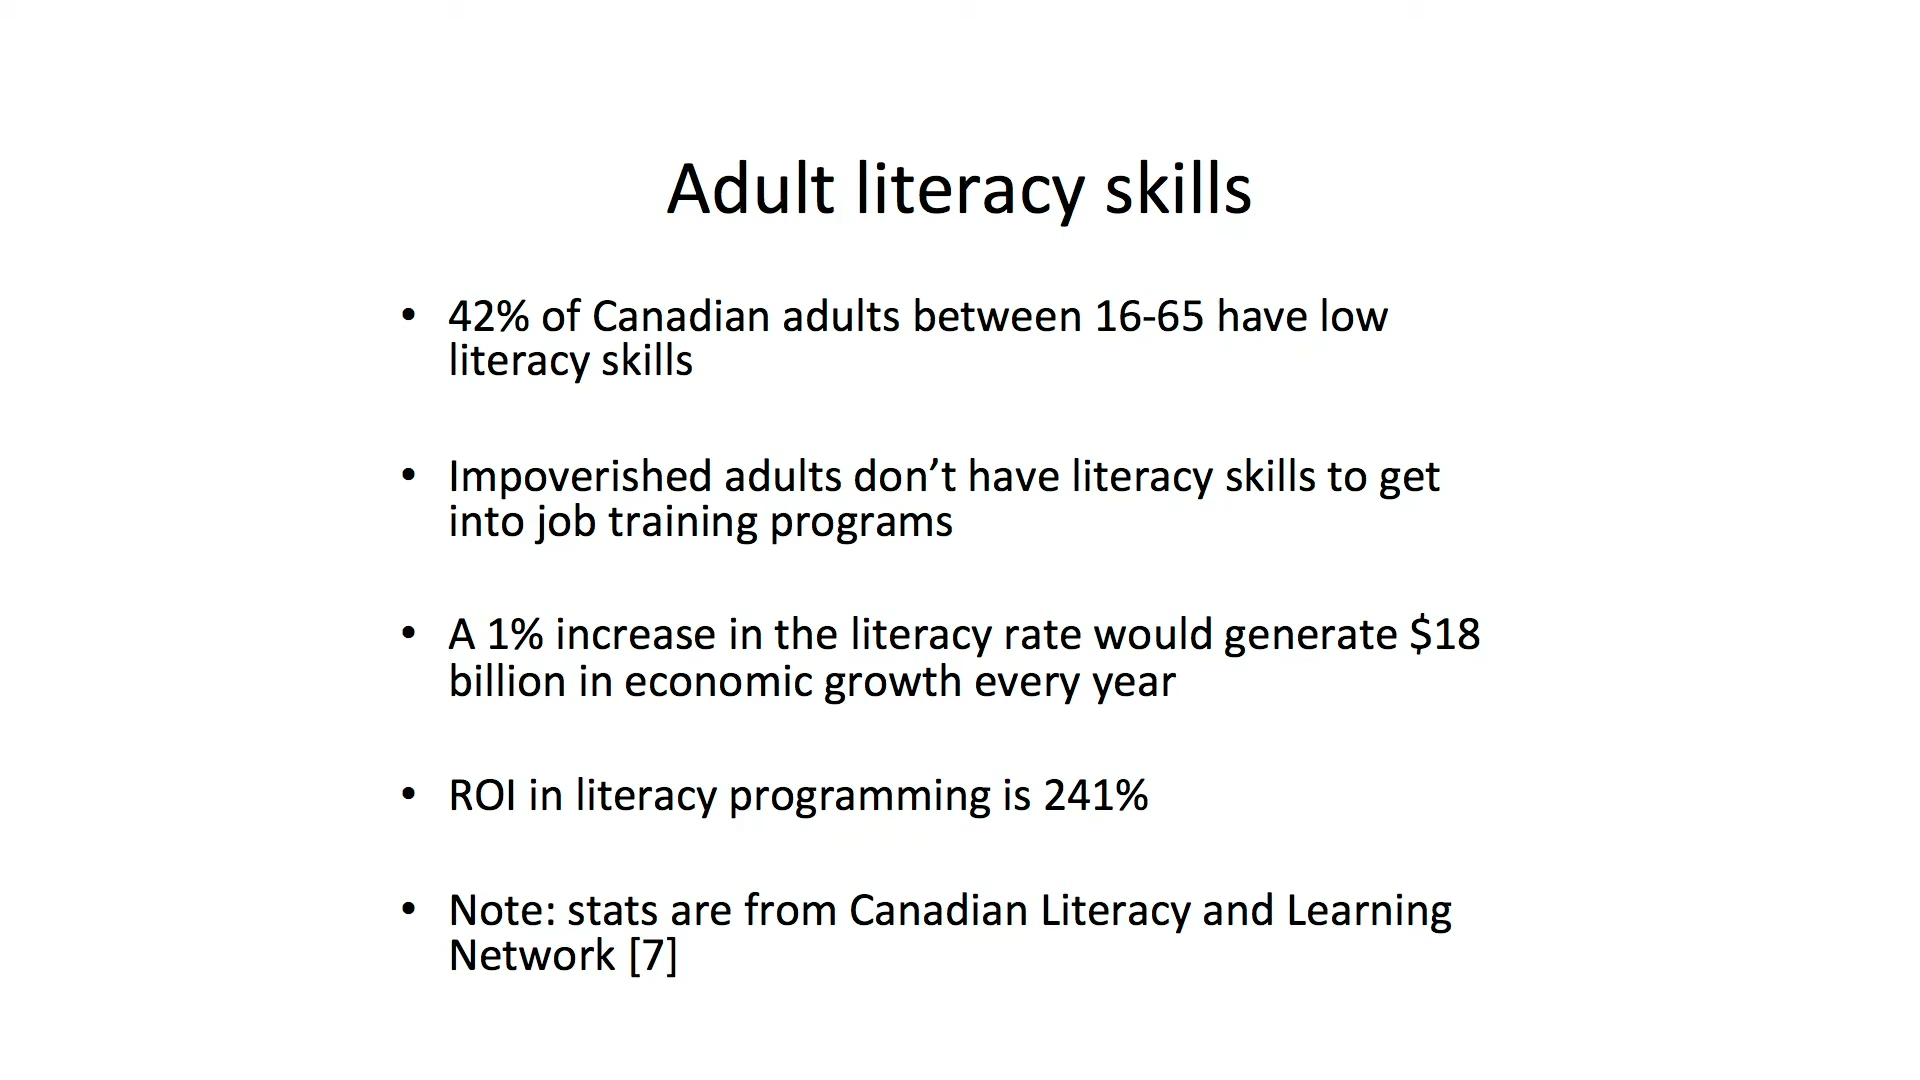 Adult literacy skills
• 42% of Canadian adults between 16-65 have low
literacy skills
• Impoverished adults don’t have literacy skills to get
into job training programs
• A 1% increase in the literacy rate would generate $18
billion in economic growth every year
• ROI in literacy programming is 241%
• Note: stats are from Canadian Literacy and Learning
Network [7]